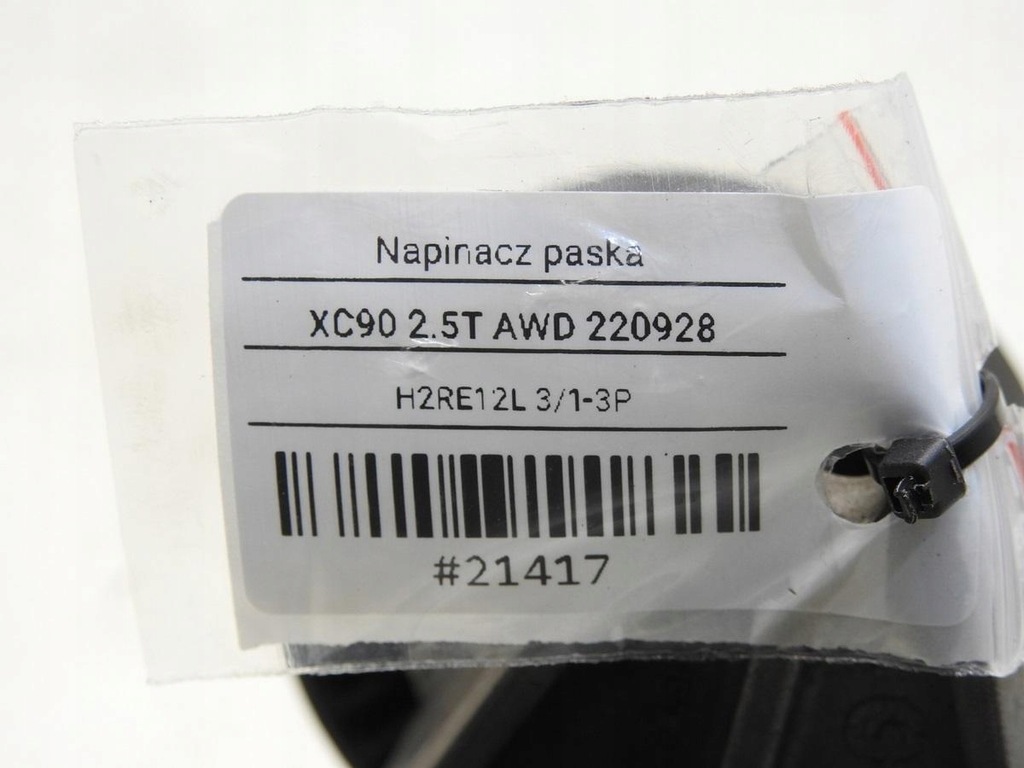 Napinacz paska
XC90 2.5T AWD 220928
H2RE12L 3/1-3P
#21417